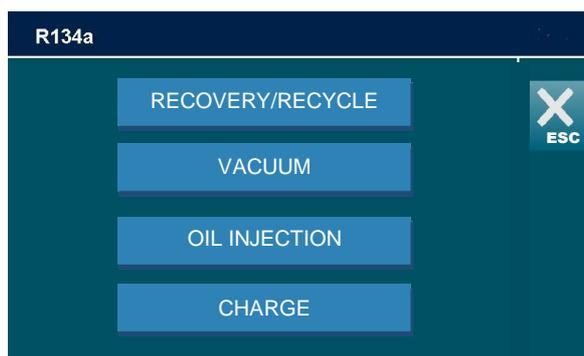 R134a
RECOVERY/RECYCLE
ESC
VACUUM
OIL INJECTION
CHARGE